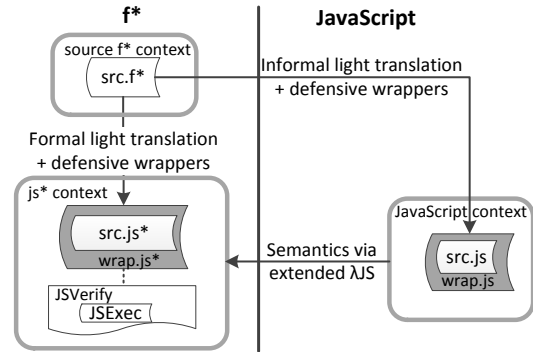 f*
JavaScript
source f* context
src.f*
Informal light translation
+ defensive wrappers
Formal light translation
+ defensive wrappers
js* context
src.js*
wrap.js*
JSVerify
JSExec
Semantics via
extended λJS
JavaScript context
src.js
wrap.js